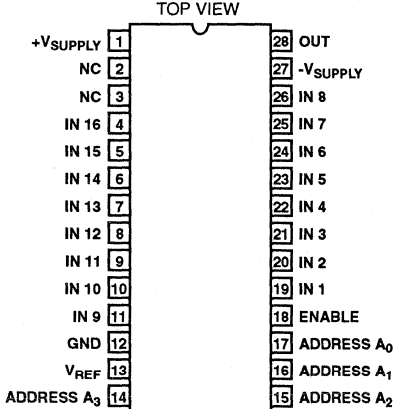 TOP VIEW
+VSUPPLY 1 28 OUT
NC 2 27 -VSUPPLY
NC 3 26 IN 8
IN 16 4 25 IN 7
IN 15 5 24 IN 6
IN 14 6 23 IN 5
IN 13 7 22 IN 4
IN 12 8 21 IN 3
IN 11 9 20 IN 2
IN 10 10 19 IN 1
IN 9 11 18 ENABLE
GND 12 17 ADDRESS A0
VREF 13 16 ADDRESS A1
ADDRESS A3 14 15 ADDRESS A2